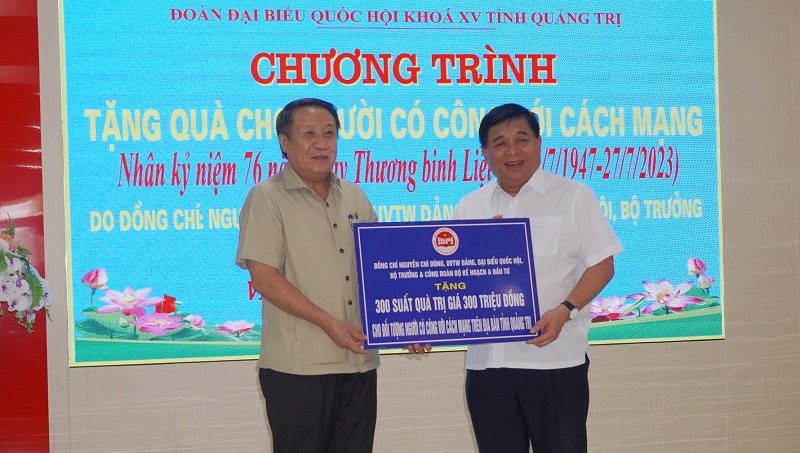 ĐOÀN ĐẠI BIỂU QUỐC HỘI KHOÁ XV TỈNH QUẢNG TRỊ
CHƯƠNG TRÌNH
TẶNG QUÀ CHO NGƯỜI CÓ CÔNG VỚI CÁCH MẠNG
Nhân kỷ niệm 76 Thương binh Liệt /7/1947-27/7/2023)
DO ĐỒNG CHÍ: UVTW ĐẢNG BỘ TRƯỞNG
ĐỒNG CHÍ NGUYỄN CHÍ DŨNG, UVTW ĐẢNG, ĐẠI BIỂU QUỐC HỘI,
BỘ TRƯỞNG & CÔNG ĐOÀN BỘ KẾ HOẠCH & ĐẦU TƯ
TẶNG
300 SUẤT QUÀ TRỊ GIÁ 300 TRIỆU ĐỒNG
CHO ĐỐI TƯỢNG NGƯỜI CÓ CÔNG VỚI CÁCH MẠNG TRÊN ĐỊA BÀN TỈNH QUẢNG TRỊ